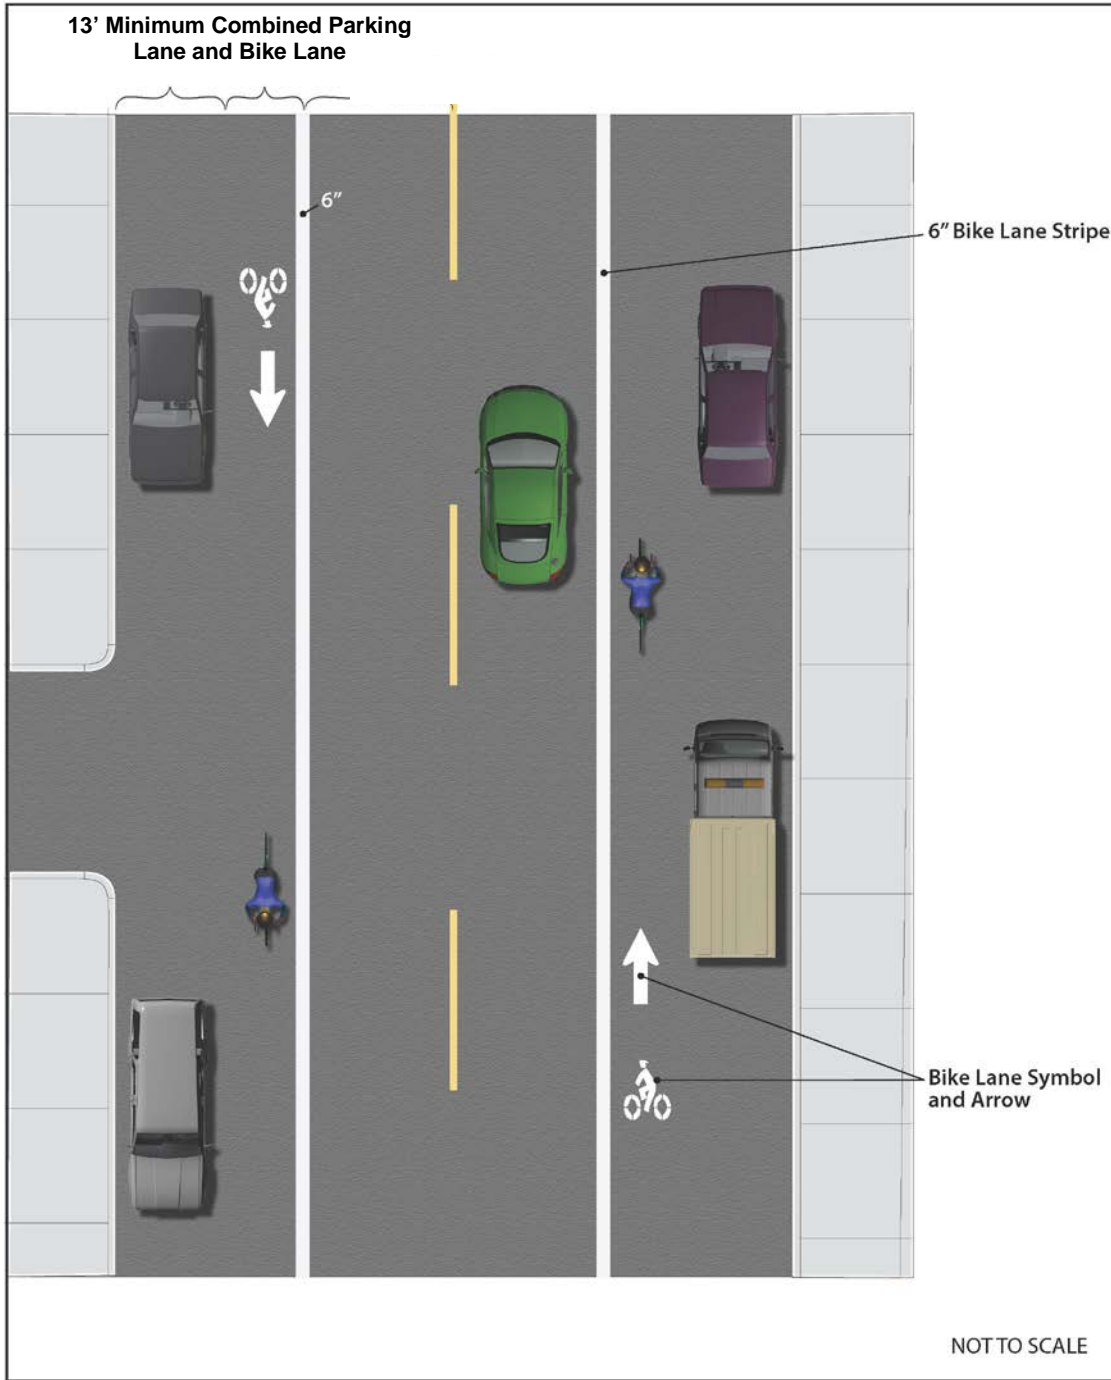 13’ Minimum Combined Parking
Lane and Bike Lane
6”
6” Bike Lane Stripe
Bike Lane Symbol
and Arrow
NOT TO SCALE